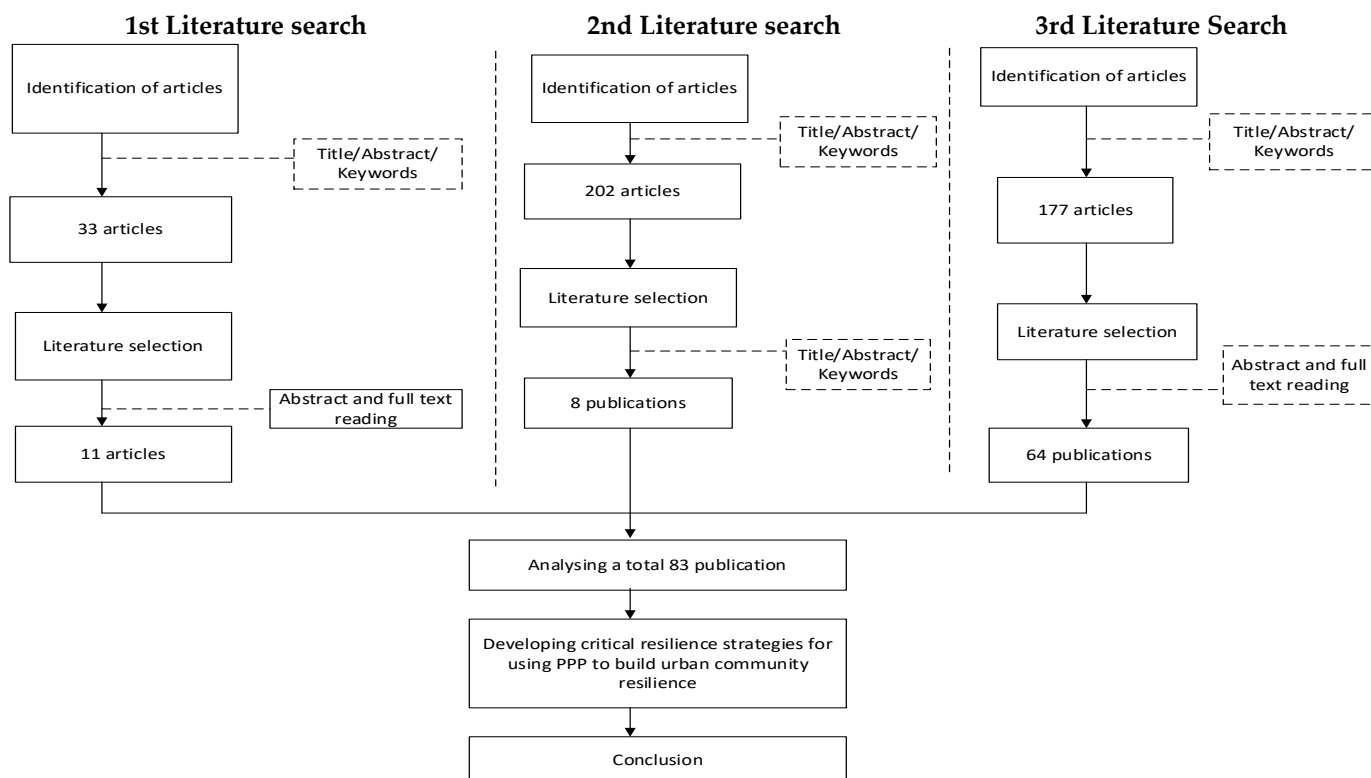 1st Literature search
Identification of articles
Title/Abstract/
Keywords
33 articles
Literature selection
Abstract and full text
reading
11 articles
2nd Literature search
Identification of articles
Title/Abstract/
Keywords
202 articles
Literature selection
Title/Abstract/
Keywords
8 publications
3rd Literature Search
Identification of articles
Title/Abstract/
Keywords
177 articles
Literature selection
Abstract and full
text reading
64 publications
Analysing a total 83 publication
Developing critical resilience strategies for
using PPP to build urban community
resilience
Conclusion